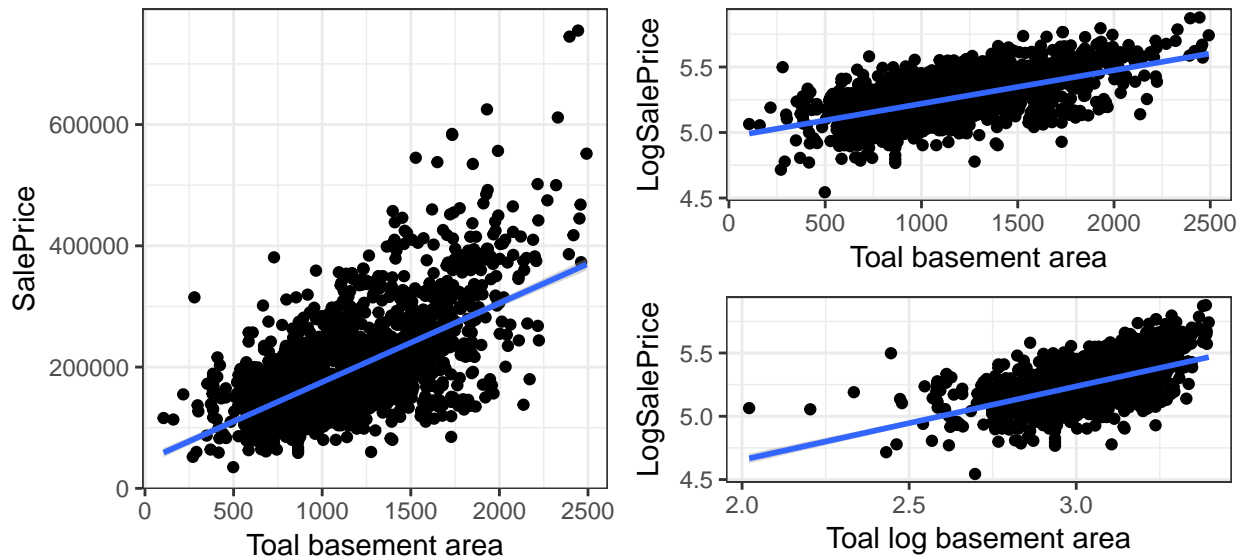 SalePrice
600000
400000
200000
0
0 500 1000 1500 2000 2500
Toal basement area
LogSalePrice
5.5
5.0
4.5
0 500 1000 1500 2000 2500
Toal basement area
LogSalePrice
5.5
5.0
4.5
2.0 2.5 3.0
Toal log basement area